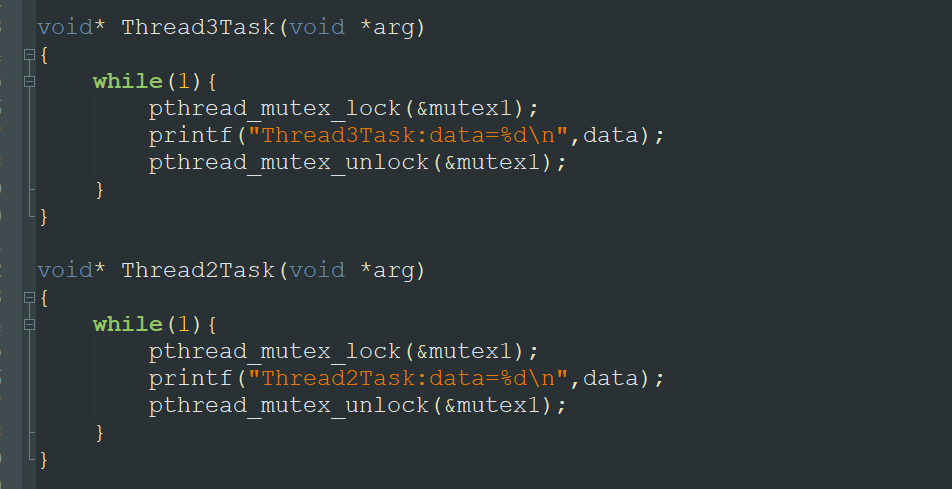 void* Thread3Task(void *arg)
{
    while(1){
        pthread_mutex_lock(&mutex1);
        printf("Thread3Task:data=%d\n",data);
        pthread_mutex_unlock(&mutex1);
    }
}
void* Thread2Task(void *arg)
{
    while(1){
        pthread_mutex_lock(&mutex1);
        printf("Thread2Task:data=%d\n",data);
        pthread_mutex_unlock(&mutex1);
    }
}